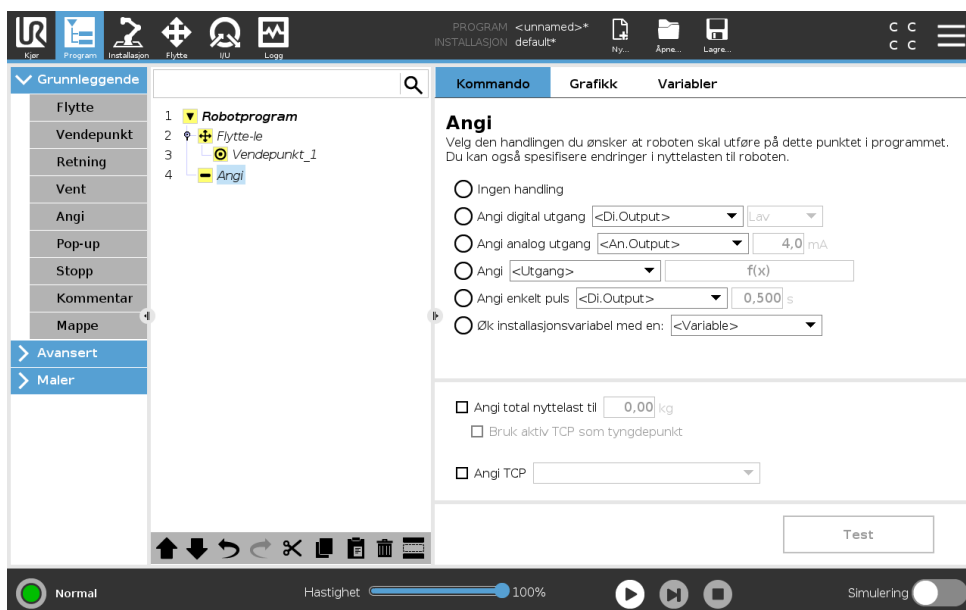 UR
PROGRAM <unnamed>*
INSTALLASJON default*
Kjør
Program
Installasjon
Flytte
I/U
Logg
Ny...
Åpne...
Lagre...
C C
C C
Grunnleggende
Flytte
Vendepunkt
Retning
Vent
Angi
Pop-up
Stopp
Kommentar
Mappe
Avansert
Maler
1 Robotprogram
2 Flytte-le
3 Vendepunkt_1
4 Angi
Kommando Grafikk Variabler
Angi
Velg den handlingen du ønsker at roboten skal utføre på dette punktet i programmet.
Du kan også spesifisere endringer i nyttelasten til roboten.
Ingen handling
Angi digital utgang <Di.Output> Lav
Angi analog utgang <An.Output> 4,0 mA
Angi <Utgang> f(x)
Angi enkelt puls <Di.Output> 0,500 s
Øk installasjonsvariabel med en: <Variable>
Angi total nyttelast til 0,00 kg
Bruk aktiv TCP som tyngdepunkt
Angi TCP
Test
Normal
Hastighet 100%
Simulering